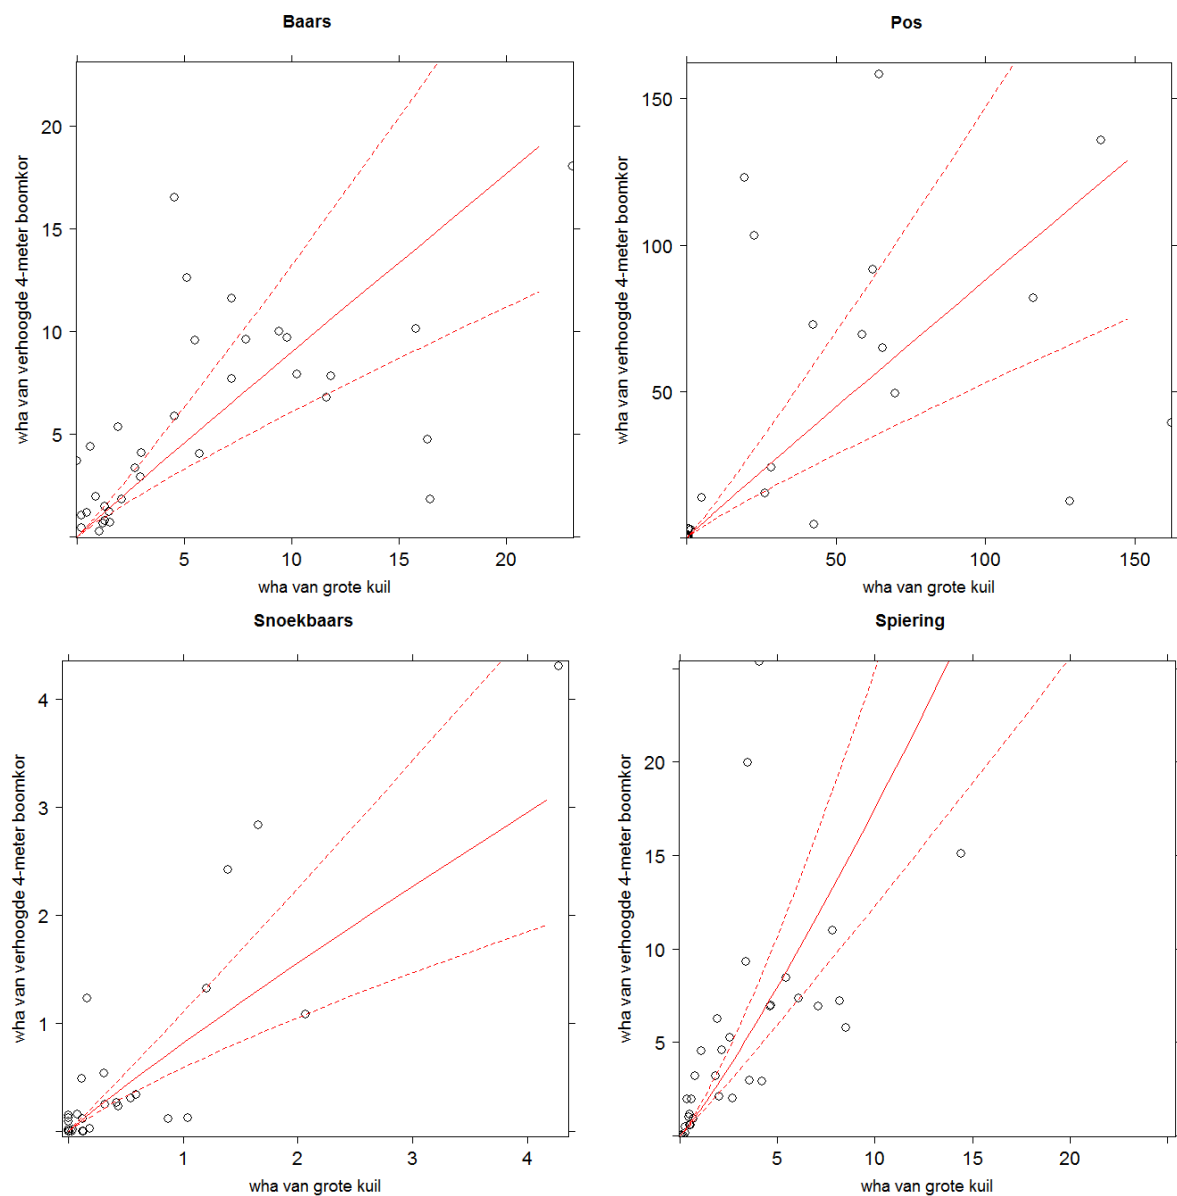 Baars
20
15
10
5
wha van verhoogde 4-meter boomkor
5 10 15 20
wha van grote kuil
Pos
150
100
50
wha van verhoogde 4-meter boomkor
50 100 150
wha van grote kuil
Snoekbaars
4
3
2
1
wha van verhoogde 4-meter boomkor
1 2 3 4
wha van grote kuil
Spiering
20
15
10
5
wha van verhoogde 4-meter boomkor
5 10 15 20
wha van grote kuil